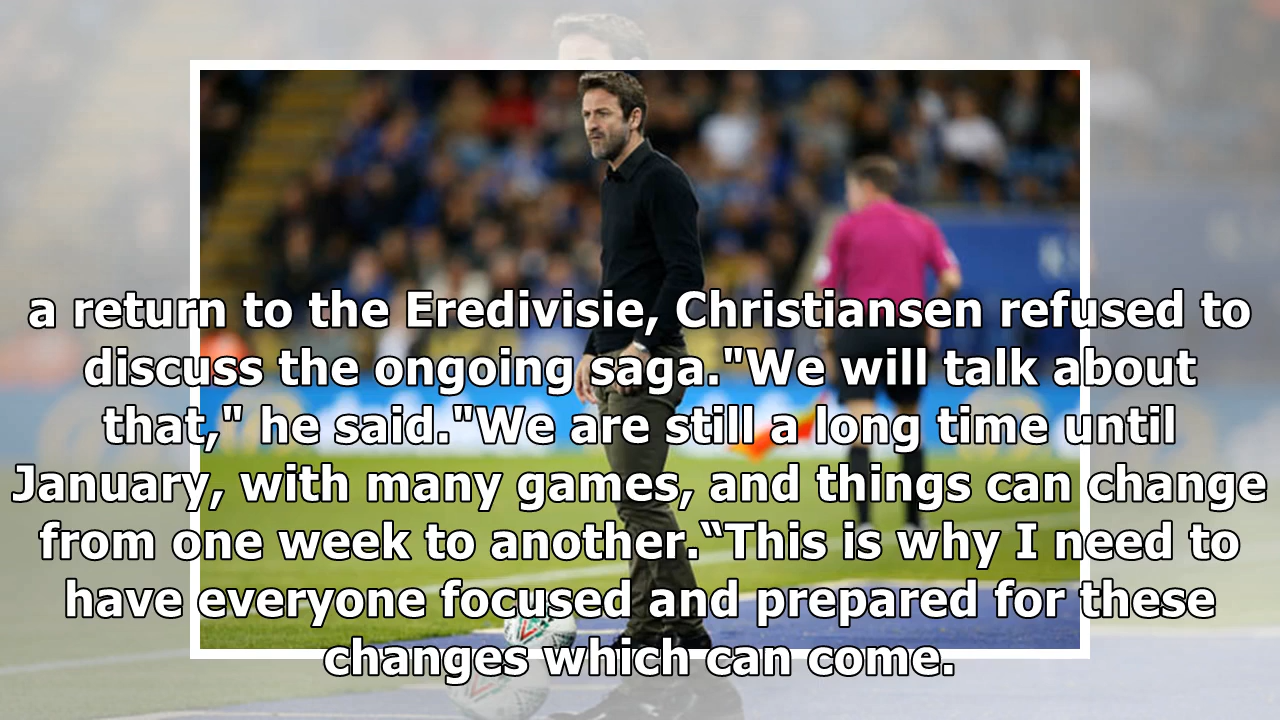 a return to the Eredivisie, Christiansen refused to
discuss the ongoing saga."We will talk about
that," he said."We are still a long time until
January, with many games, and things can change
from one week to another.“This is why I need to
have everyone focused and prepared for these
changes which can come.